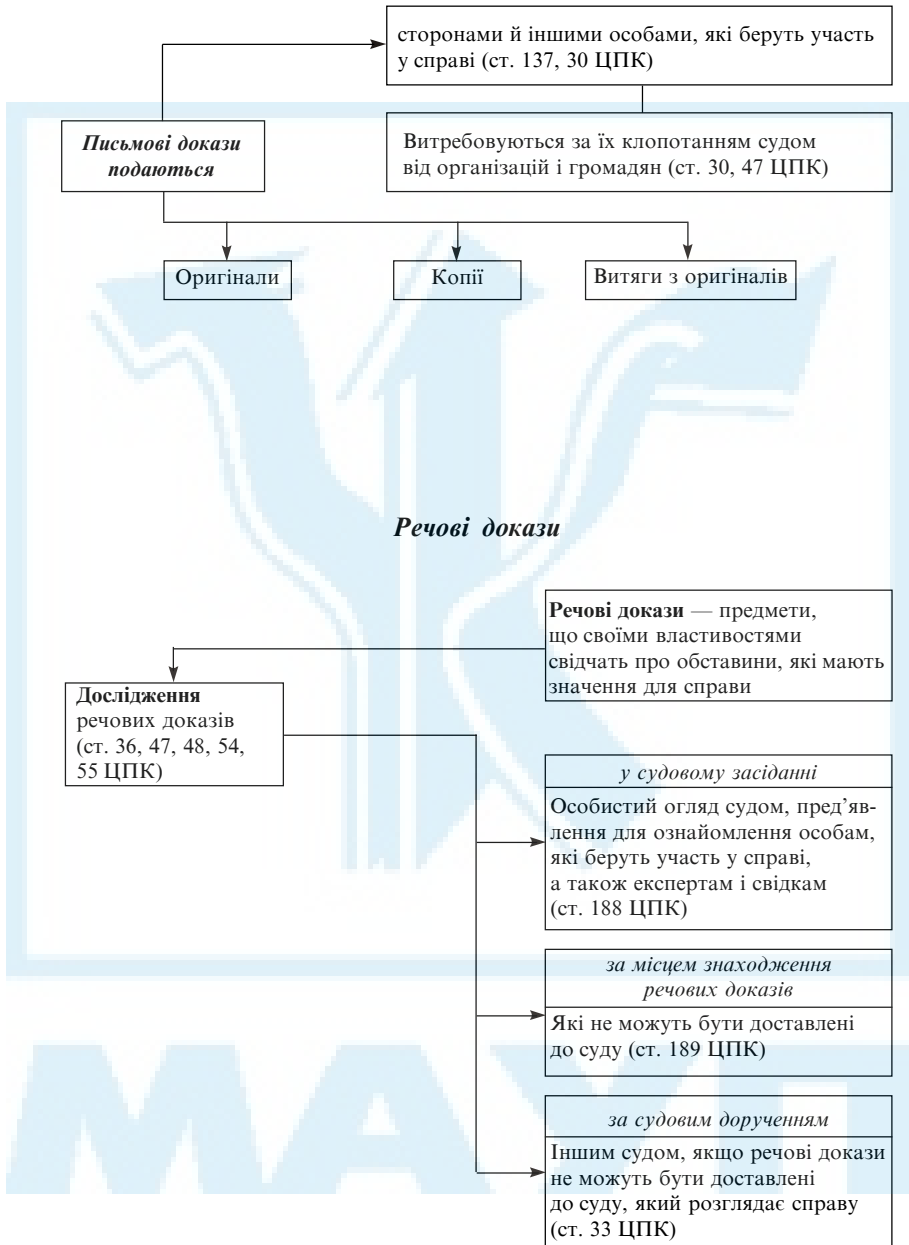 сторонами й іншими особами, які беруть участь
у справі (ст. 137, 30 ЦПК)
Письмові докази
подаються
Витребовуються за їх клопотанням судом
від організацій і громадян (ст. 30, 47 ЦПК)
Оригінали
Копії
Витяги з оригіналів
Речові докази
Речові докази — предмети,
що своїми властивостями
свідчать про обставини, які мають
значення для справи
Дослідження
речових доказів
(ст. 36, 47, 48, 54,
55 ЦПК)
у судовому засіданні
Особистий огляд судом, пред’яв-
лення для ознайомлення особам,
які беруть участь у справі,
а також експертам і свідкам
(ст. 188 ЦПК)
за місцем знаходження
речових доказів
Які не можуть бути доставлені
до суду (ст. 189 ЦПК)
за судовим дорученням
Іншим судом, якщо речові докази
не можуть бути доставлені
до суду, який розглядає справу
(ст. 33 ЦПК)
МАУП